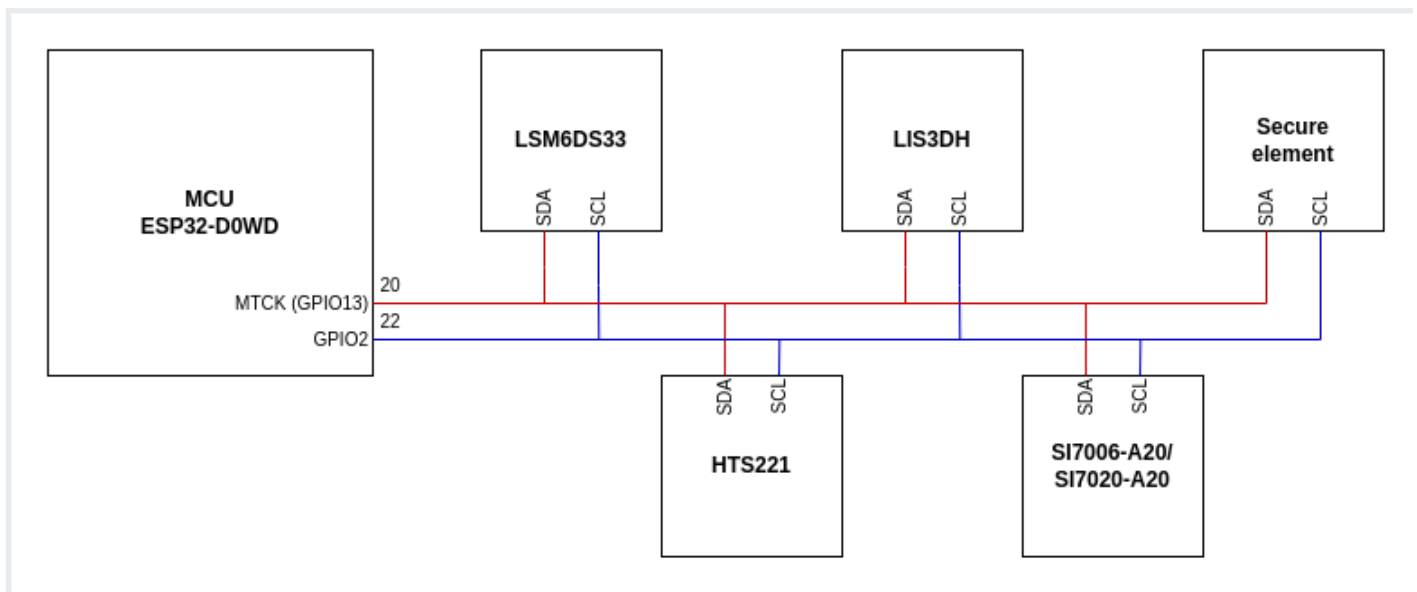 MCU
ESP32-D0WD
MTCK (GPIO13)
20
GPIO2
22
LSM6DS33
SDA
SCL
LIS3DH
SDA
SCL
Secure
element
SDA
SCL
SDA
SCL
HTS221
SDA
SCL
SI7006-A20/
SI7020-A20